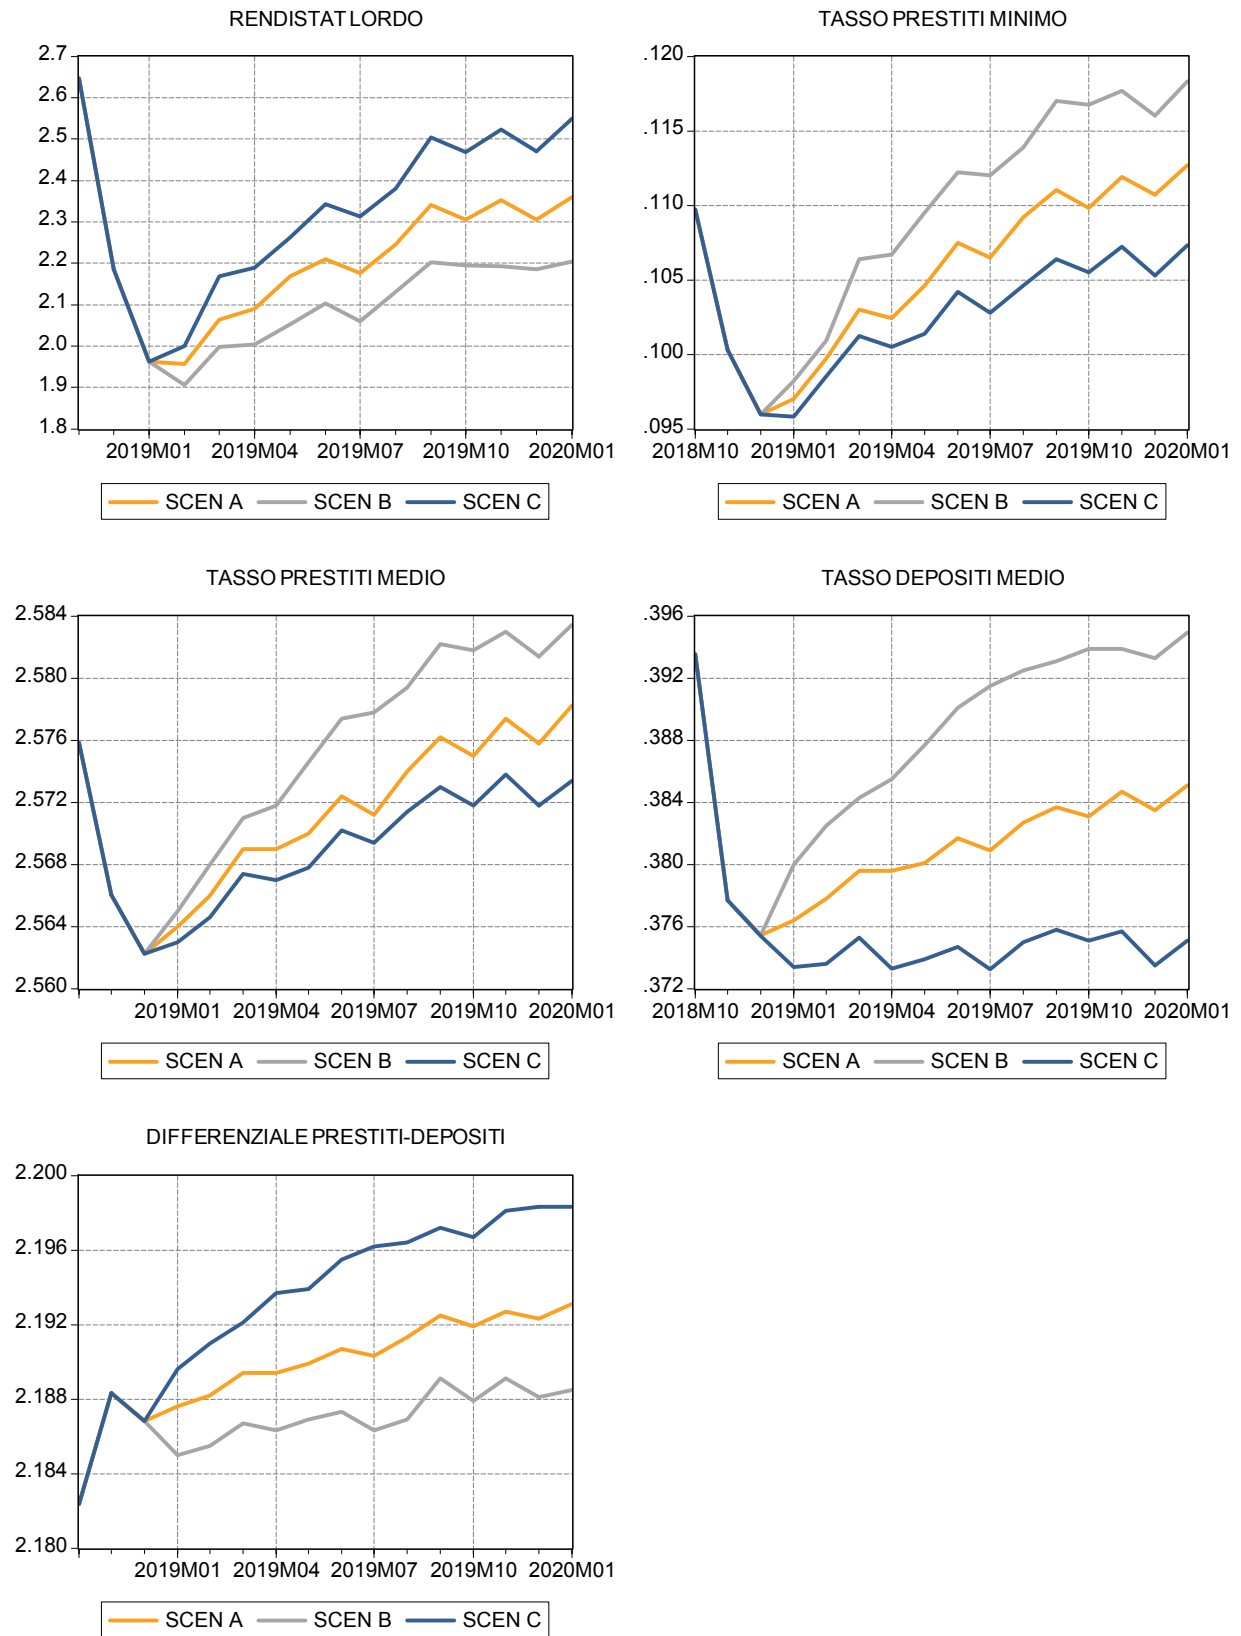 RENDISTAT LORDO
2.7
2.6
2.5
2.4
2.3
2.2
2.1
2.0
1.9
1.8
2019M01 2019M04 2019M07 2019M10 2020M01
SCEN A SCEN B SCEN C
TASSO PRESTITI MINIMO
.120
.115
.110
.105
.100
.095
2018M10 2019M01 2019M04 2019M07 2019M10 2020M01
SCEN A SCEN B SCEN C
TASSO PRESTITI MEDIO
2.584
2.580
2.576
2.572
2.568
2.564
2.560
2019M01 2019M04 2019M07 2019M10 2020M01
SCEN A SCEN B SCEN C
TASSO DEPOSITI MEDIO
.396
.392
.388
.384
.380
.376
.372
2018M10 2019M01 2019M04 2019M07 2019M10 2020M01
SCEN A SCEN B SCEN C
DIFFERENZIALE PRESTITI-DEPOSITI
2.200
2.196
2.192
2.188
2.184
2.180
2019M01 2019M04 2019M07 2019M10 2020M01
SCEN A SCEN B SCEN C